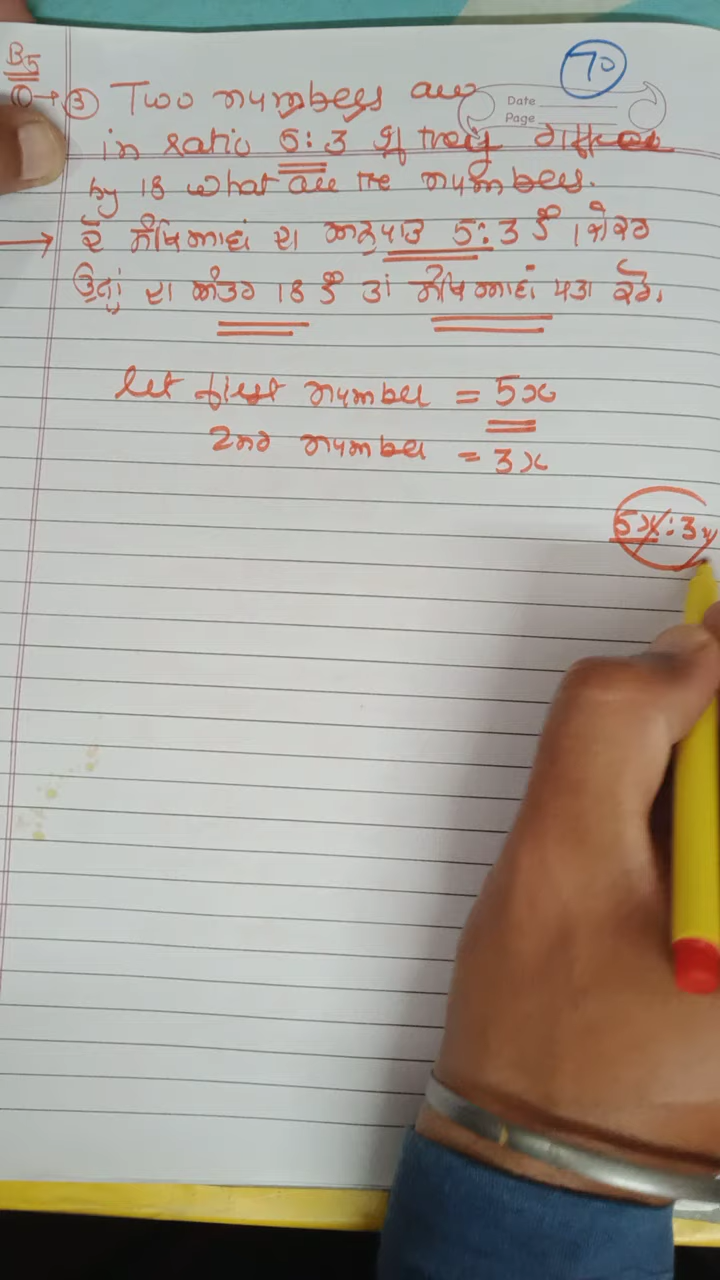 B5
70
Date
Page
①→ ③ Two numbers are
in ratio 5:3 If they differ
by 18 what are the numbers.
→ ਦੋ ਸੰਖਿਆਵਾਂ ਦਾ ਅਨੁਪਾਤ 5:3 ਹੈ। ਜੇਕਰ
ਉਹਨਾਂ ਦਾ ਅੰਤਰ 18 ਹੈ ਤਾਂ ਸੰਖਿਆਵਾਂ ਪਤਾ ਕਰੋ.
let first number = 5x
2nd number = 3x
5x:3x